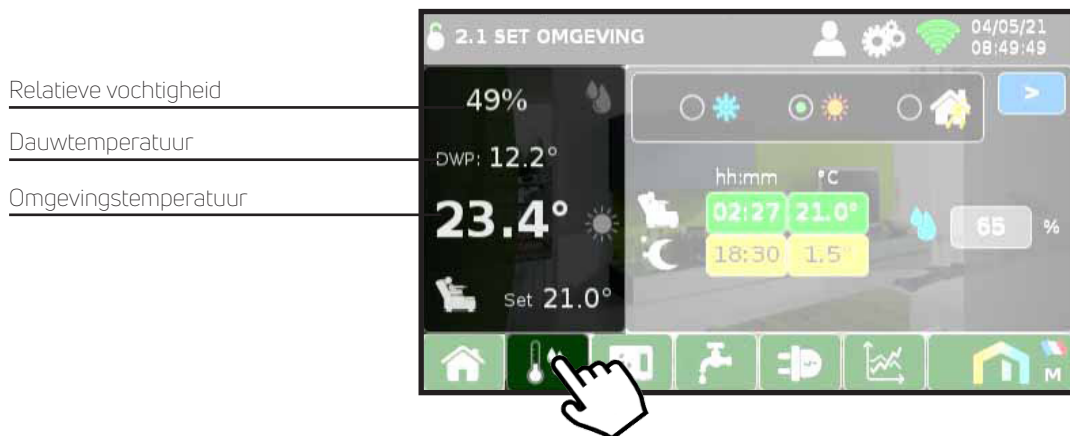 Relatieve vochtigheid
Dauwtemperatuur
Omgevingstemperatuur
2.1 SET OMGEVING
04/05/21
08:49:49
49%
DWP: 12.2°
23.4°
Set 21.0°
>
hh:mm °C
02:27 21.0°
18:30 1.5°
65 %
M